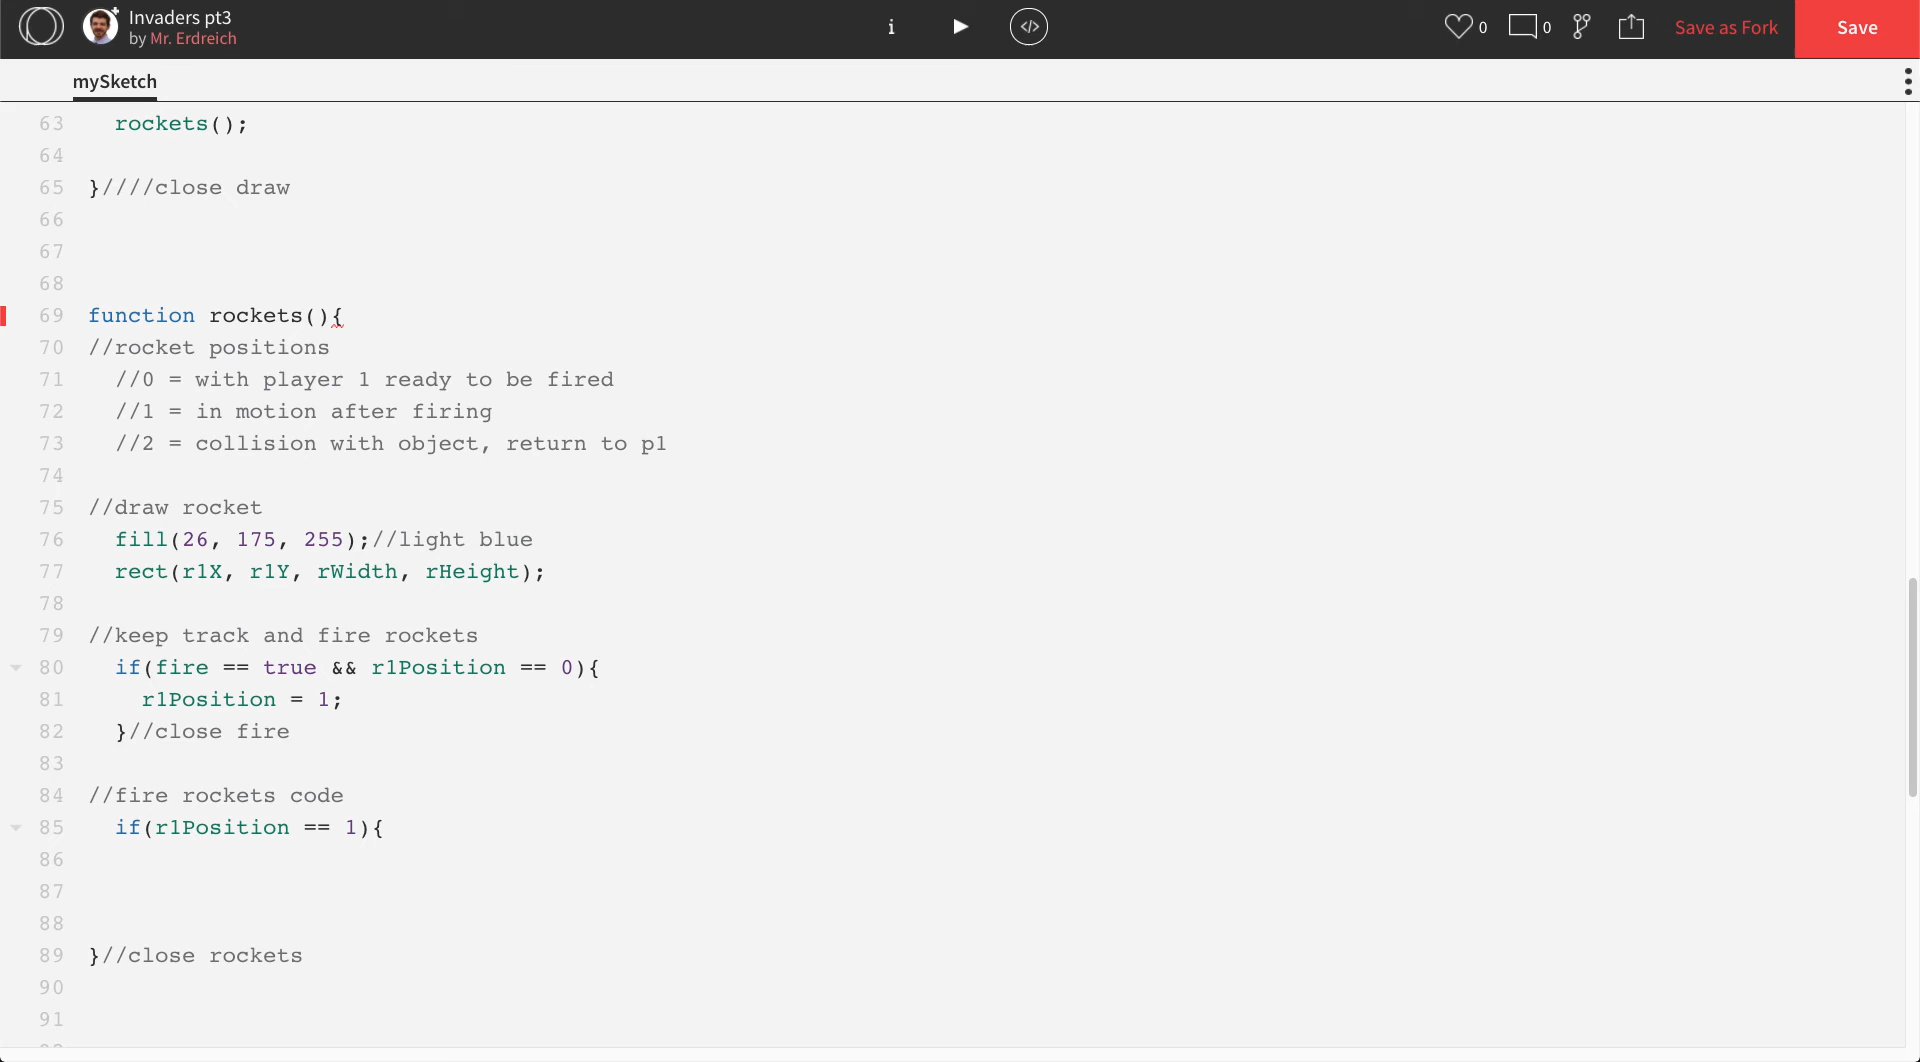 Invaders pt3
by Mr. Erdreich
i
</>
0
0
Save as Fork
Save
mySketch
63 rockets();
64
65 }////close draw
66
67
68
69 function rockets(){
70 //rocket positions
71 //0 = with player 1 ready to be fired
72 //1 = in motion after firing
73 //2 = collision with object, return to p1
74
75 //draw rocket
76 fill(26, 175, 255);//light blue
77 rect(r1X, r1Y, rWidth, rHeight);
78
79 //keep track and fire rockets
80 if(fire == true && r1Position == 0){
81 r1Position = 1;
82 }//close fire
83
84 //fire rockets code
85 if(r1Position == 1){
86
87
88
89 }//close rockets
90
91